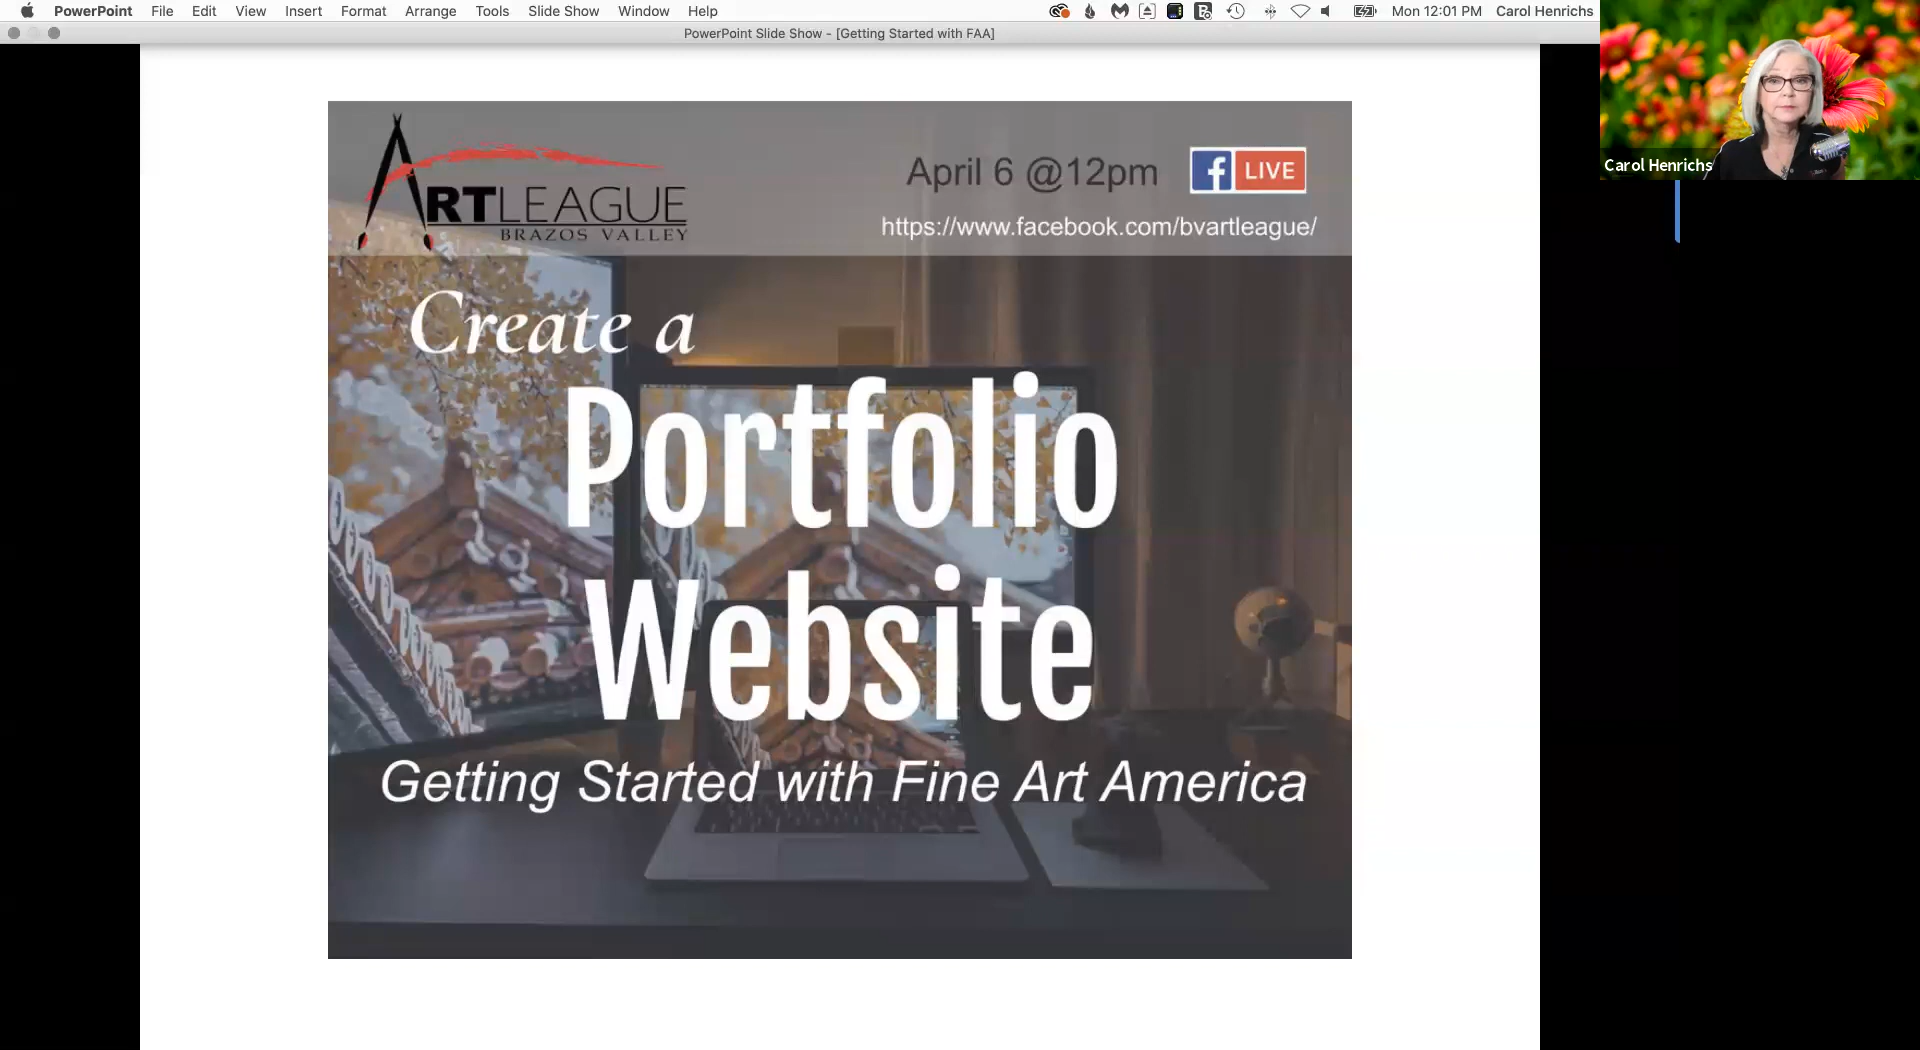 PowerPoint File Edit View Insert Format Arrange Tools Slide Show Window Help Mon 12:01 PM Carol Henrichs
PowerPoint Slide Show - [Getting Started with FAA]
Carol Henrichs
ARTLEAGUE
BRAZOS VALLEY
April 6 @12pm
f LIVE
https://www.facebook.com/bvartleague/
Create a
Portfolio
Website
Getting Started with Fine Art America